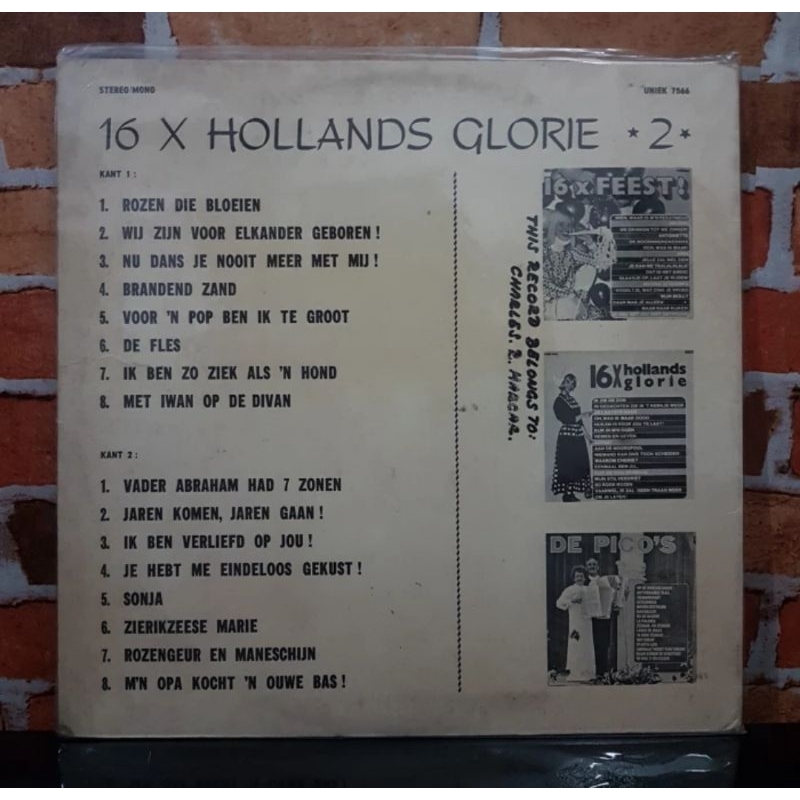 STEREO/MONO
UNIEK 7566
16 X HOLLANDS GLORIE * 2 *
KANT 1 :
1. ROZEN DIE BLOEIEN
2. WIJ ZIJN VOOR ELKANDER GEBOREN !
3. NU DANS JE NOOIT MEER MET MIJ !
4. BRANDEND ZAND
5. VOOR 'N POP BEN IK TE GROOT
6. DE FLES
7. IK BEN ZO ZIEK ALS 'N HOND
8. MET IWAN OP DE DIVAN
KANT 2 :
1. VADER ABRAHAM HAD 7 ZONEN
2. JAREN KOMEN, JAREN GAAN !
3. IK BEN VERLIEFD OP JOU !
4. JE HEBT ME EINDELOOS GEKUST !
5. SONJA
6. ZIERIKZEESE MARIE
7. ROZENGEUR EN MANESCHIJN
8. M'N OPA KOCHT 'N OUWE BAS !
THIS RECORD BELONGS TO:
CHARLES. R.
16 x FEEST!
16X hollands
glorie
DE PICO'S